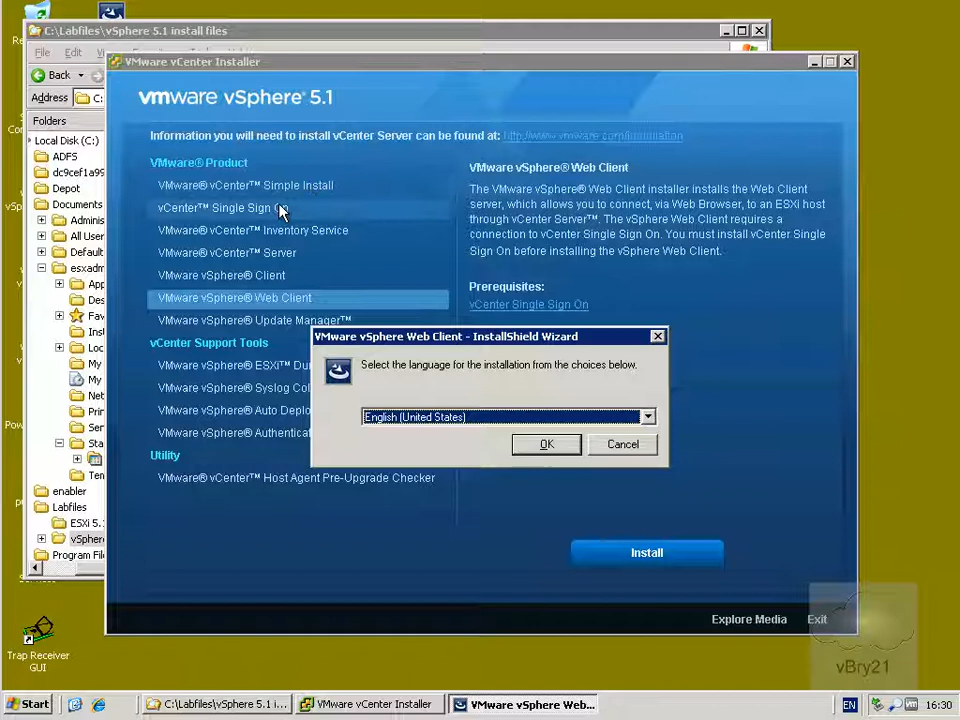 C:\Labfiles\vSphere 5.1 install files
File Edit
Back
Address C:
Folders
Local Disk (C:)
ADFS
dc9cef1a99
Depot
Documents
Adminis
All User
Default
esxadm
App
Des
Fav
Inst
Loc
My
My
Net
Prin
Sen
Sta
Ten
enabler
Labfiles
ESXi 5.1
vSphe
Program File
VMware vCenter Installer
vmware vSphere® 5.1
Information you will need to install vCenter Server can be found at: http://www.vmware.com/installation
VMware® Product
VMware® vCenter™ Simple Install
vCenter™ Single Sign On
VMware® vCenter™ Inventory Service
VMware® vCenter™ Server
VMware vSphere® Client
VMware vSphere® Web Client
VMware vSphere® Update Manager™
vCenter Support Tools
VMware vSphere® ESXi™ Du
VMware vSphere® Syslog Col
VMware vSphere® Auto Deplo
VMware vSphere® Authenticat
Utility
VMware® vCenter™ Host Agent Pre-Upgrade Checker
VMware vSphere® Web Client
The VMware vSphere® Web Client installer installs the Web Client
server, which allows you to connect, via Web Browser, to an ESXi host
through vCenter Server™. The vSphere Web Client requires a
connection to vCenter Single Sign On. You must install vCenter Single
Sign On before installing the vSphere Web Client.
Prerequisites:
vCenter Single Sign On
VMware vSphere Web Client - InstallShield Wizard
Select the language for the installation from the choices below.
English (United States)
OK Cancel
Install
Explore Media Exit
Trap Receiver
GUI
vBry21
Start
C:\Labfiles\vSphere 5.1 i...
VMware vCenter Installer
VMware vSphere Web...
EN
16:30